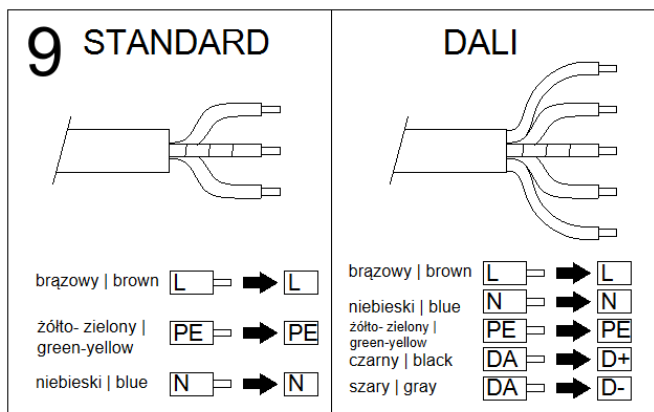 9 STANDARD
brązowy | brown L L
żółto- zielony |
green-yellow PE PE
niebieski | blue N N
DALI
brązowy | brown L L
niebieski | blue N N
żółto- zielony |
green-yellow PE PE
czarny | black DA D+
szary | gray DA D-